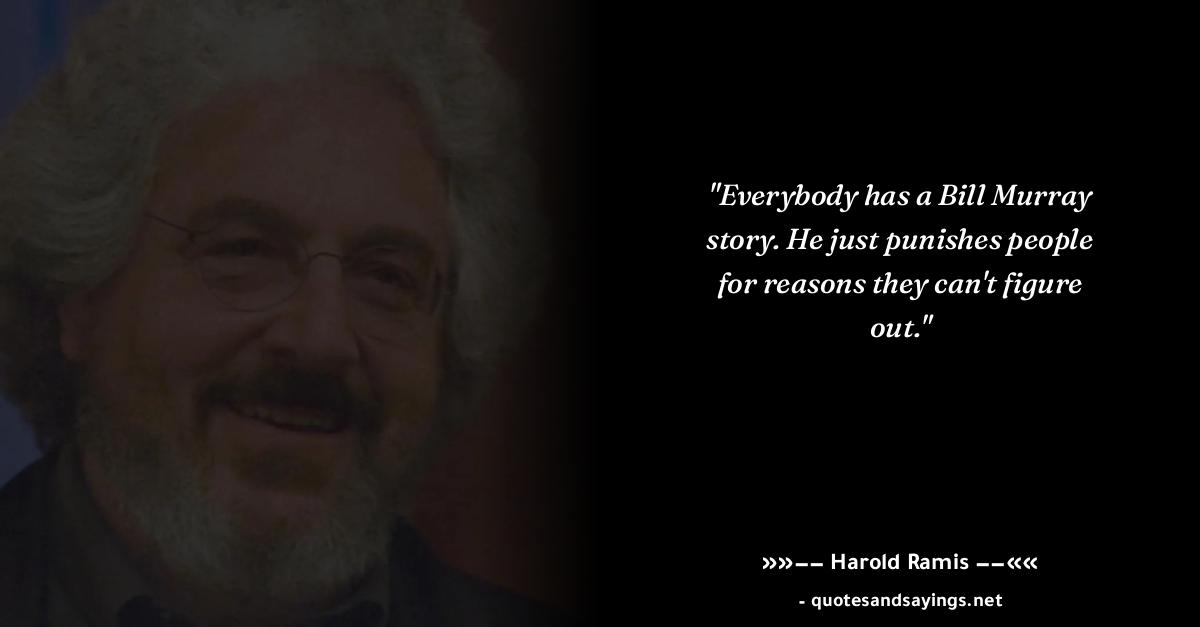 "Everybody has a Bill Murray
story. He just punishes people
for reasons they can't figure
out."
»»―― Harold Ramis ――««
- quotesandsayings.net